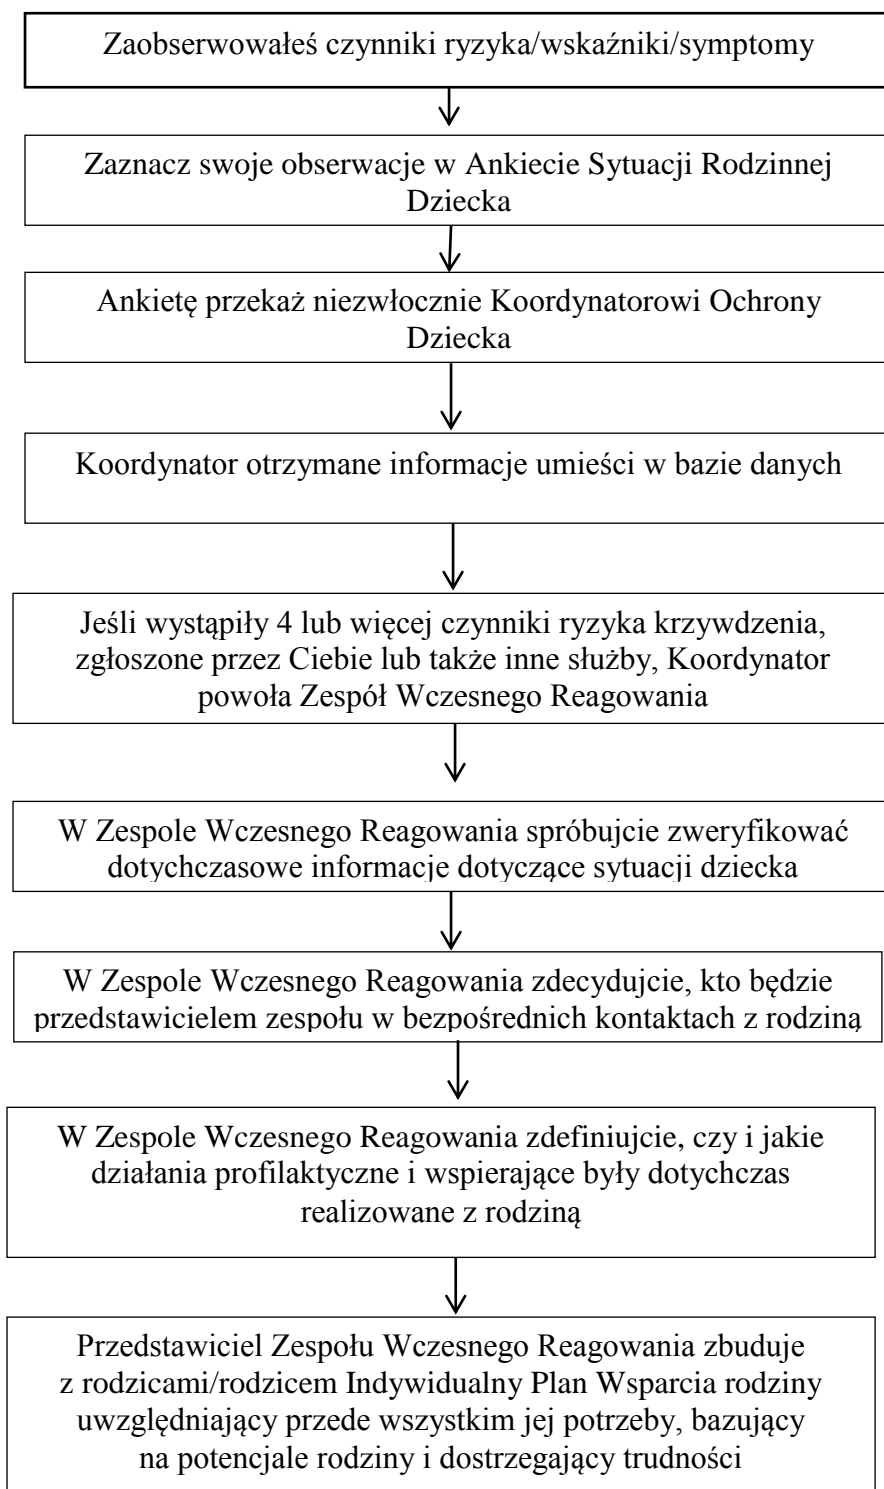 Zaobserwowałeś czynniki ryzyka/wskaźniki/symptomy
Zaznacz swoje obserwacje w Ankiecie Sytuacji Rodzinnej
Dziecka
Ankietę przekaż niezwłocznie Koordynatorowi Ochrony
Dziecka
Koordynator otrzymane informacje umieści w bazie danych
Jeśli wystąpiły 4 lub więcej czynniki ryzyka krzywdzenia,
zgłoszone przez Ciebie lub także inne służby, Koordynator
powoła Zespół Wczesnego Reagowania
W Zespole Wczesnego Reagowania spróbujcie zweryfikować
dotychczasowe informacje dotyczące sytuacji dziecka
W Zespole Wczesnego Reagowania zdecydujcie, kto będzie
przedstawicielem zespołu w bezpośrednich kontaktach z rodziną
W Zespole Wczesnego Reagowania zdefiniujcie, czy i jakie
działania profilaktyczne i wspierające były dotychczas
realizowane z rodziną
Przedstawiciel Zespołu Wczesnego Reagowania zbuduje
z rodzicami/rodzicem Indywidualny Plan Wsparcia rodziny
uwzględniający przede wszystkim jej potrzeby, bazujący
na potencjale rodziny i dostrzegający trudności